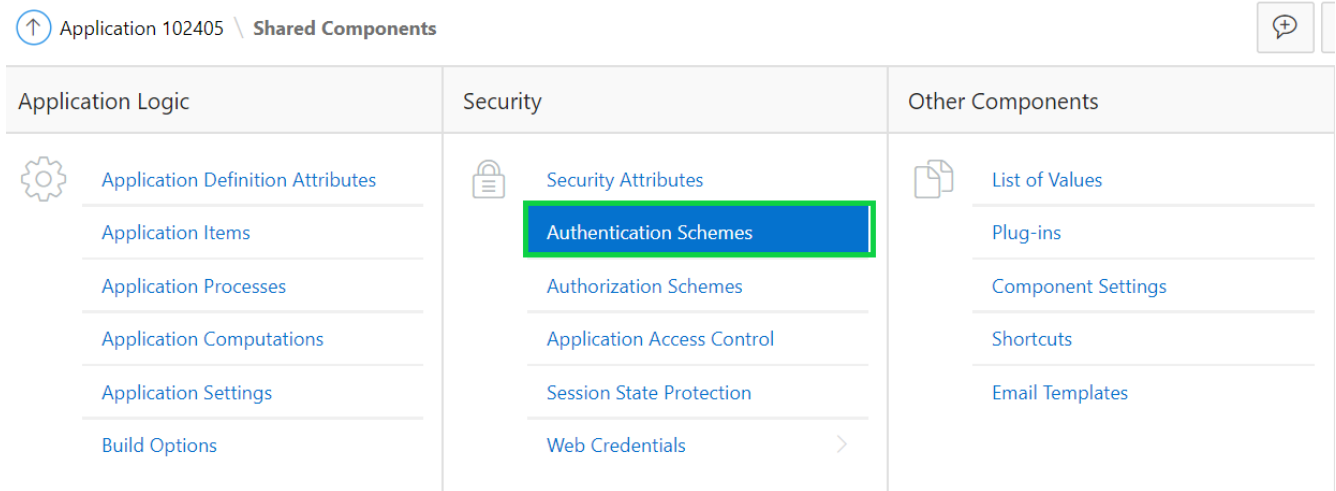 Application 102405 \ Shared Components
Application Logic
Application Definition Attributes
Application Items
Application Processes
Application Computations
Application Settings
Build Options
Security
Security Attributes
Authentication Schemes
Authorization Schemes
Application Access Control
Session State Protection
Web Credentials
Other Components
List of Values
Plug-ins
Component Settings
Shortcuts
Email Templates